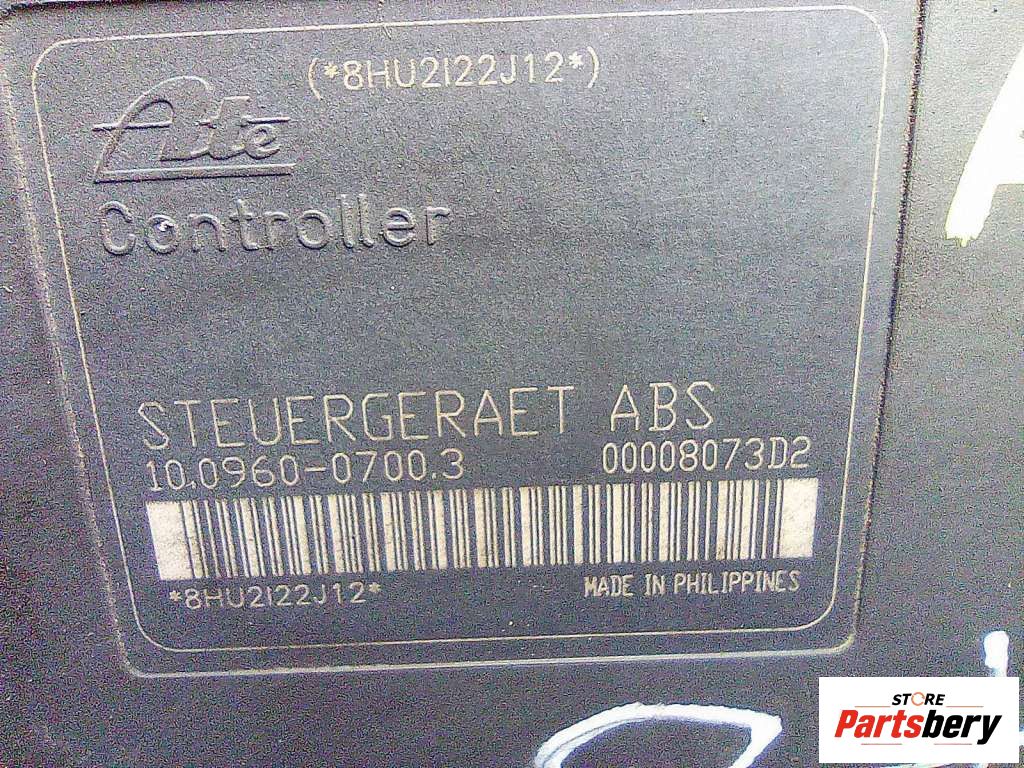 (*8HU2I22J12*)
Ate
Controller
STEUERGERAET ABS
10.0960-0700.3 00008073D2
*8HU2I22J12*
MADE IN PHILIPPINES
STORE
Partsbery